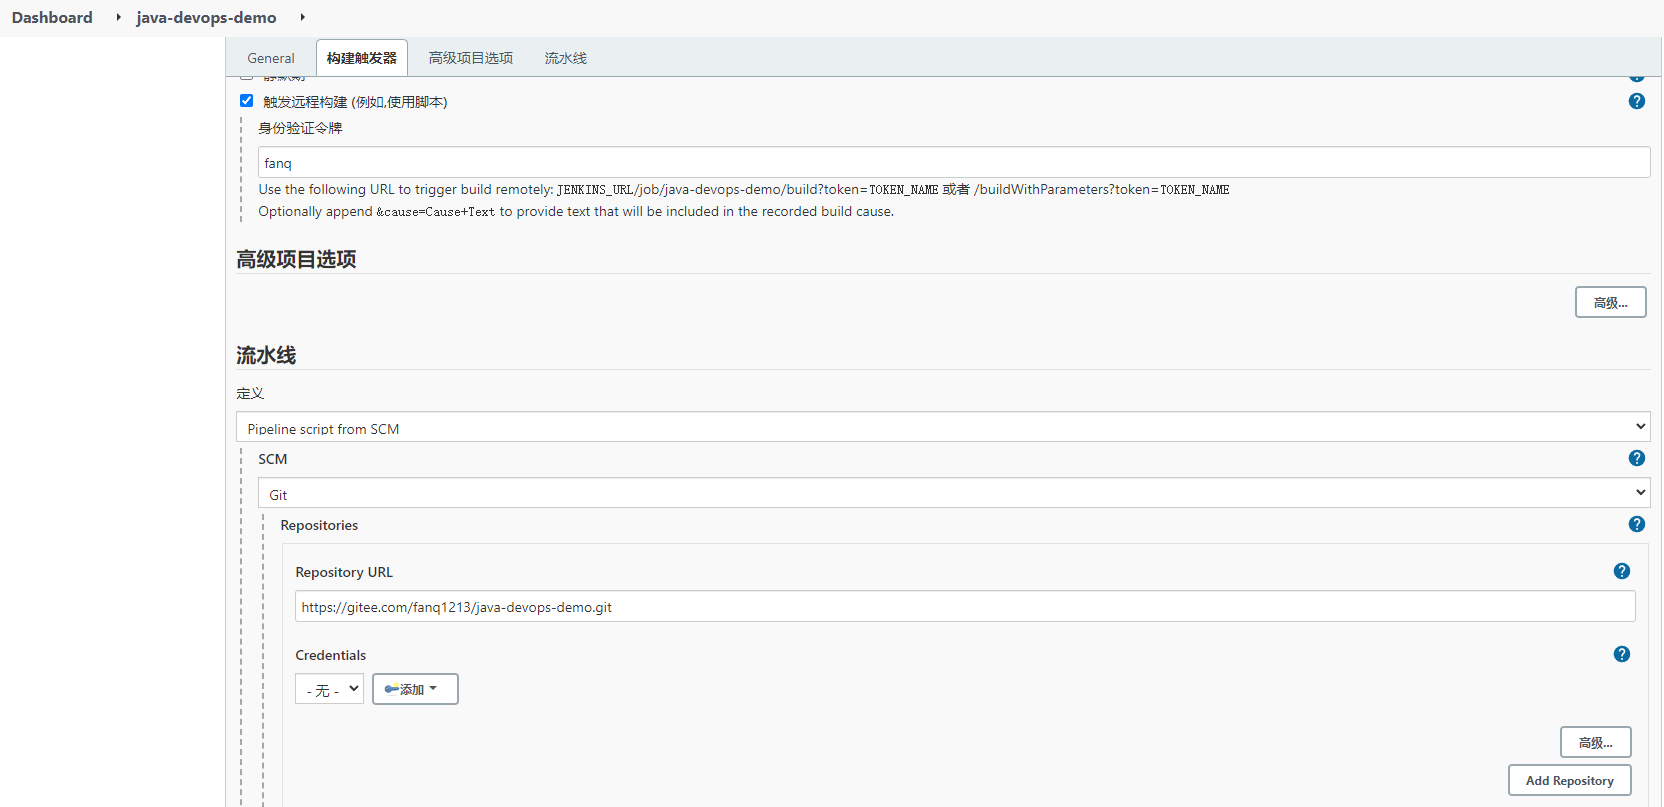 Dashboard java-devops-demo
General 构建触发器 高级项目选项 流水线
静默期
触发远程构建 (例如,使用脚本)
身份验证令牌
fanq
Use the following URL to trigger build remotely: JENKINS_URL/job/java-devops-demo/build?token=TOKEN_NAME 或者 /buildWithParameters?token=TOKEN_NAME
Optionally append &cause=Cause+Text to provide text that will be included in the recorded build cause.
高级项目选项
高级...
流水线
定义
Pipeline script from SCM
SCM
Git
Repositories
Repository URL
https://gitee.com/fanq1213/java-devops-demo.git
Credentials
- 无 - 添加
高级...
Add Repository